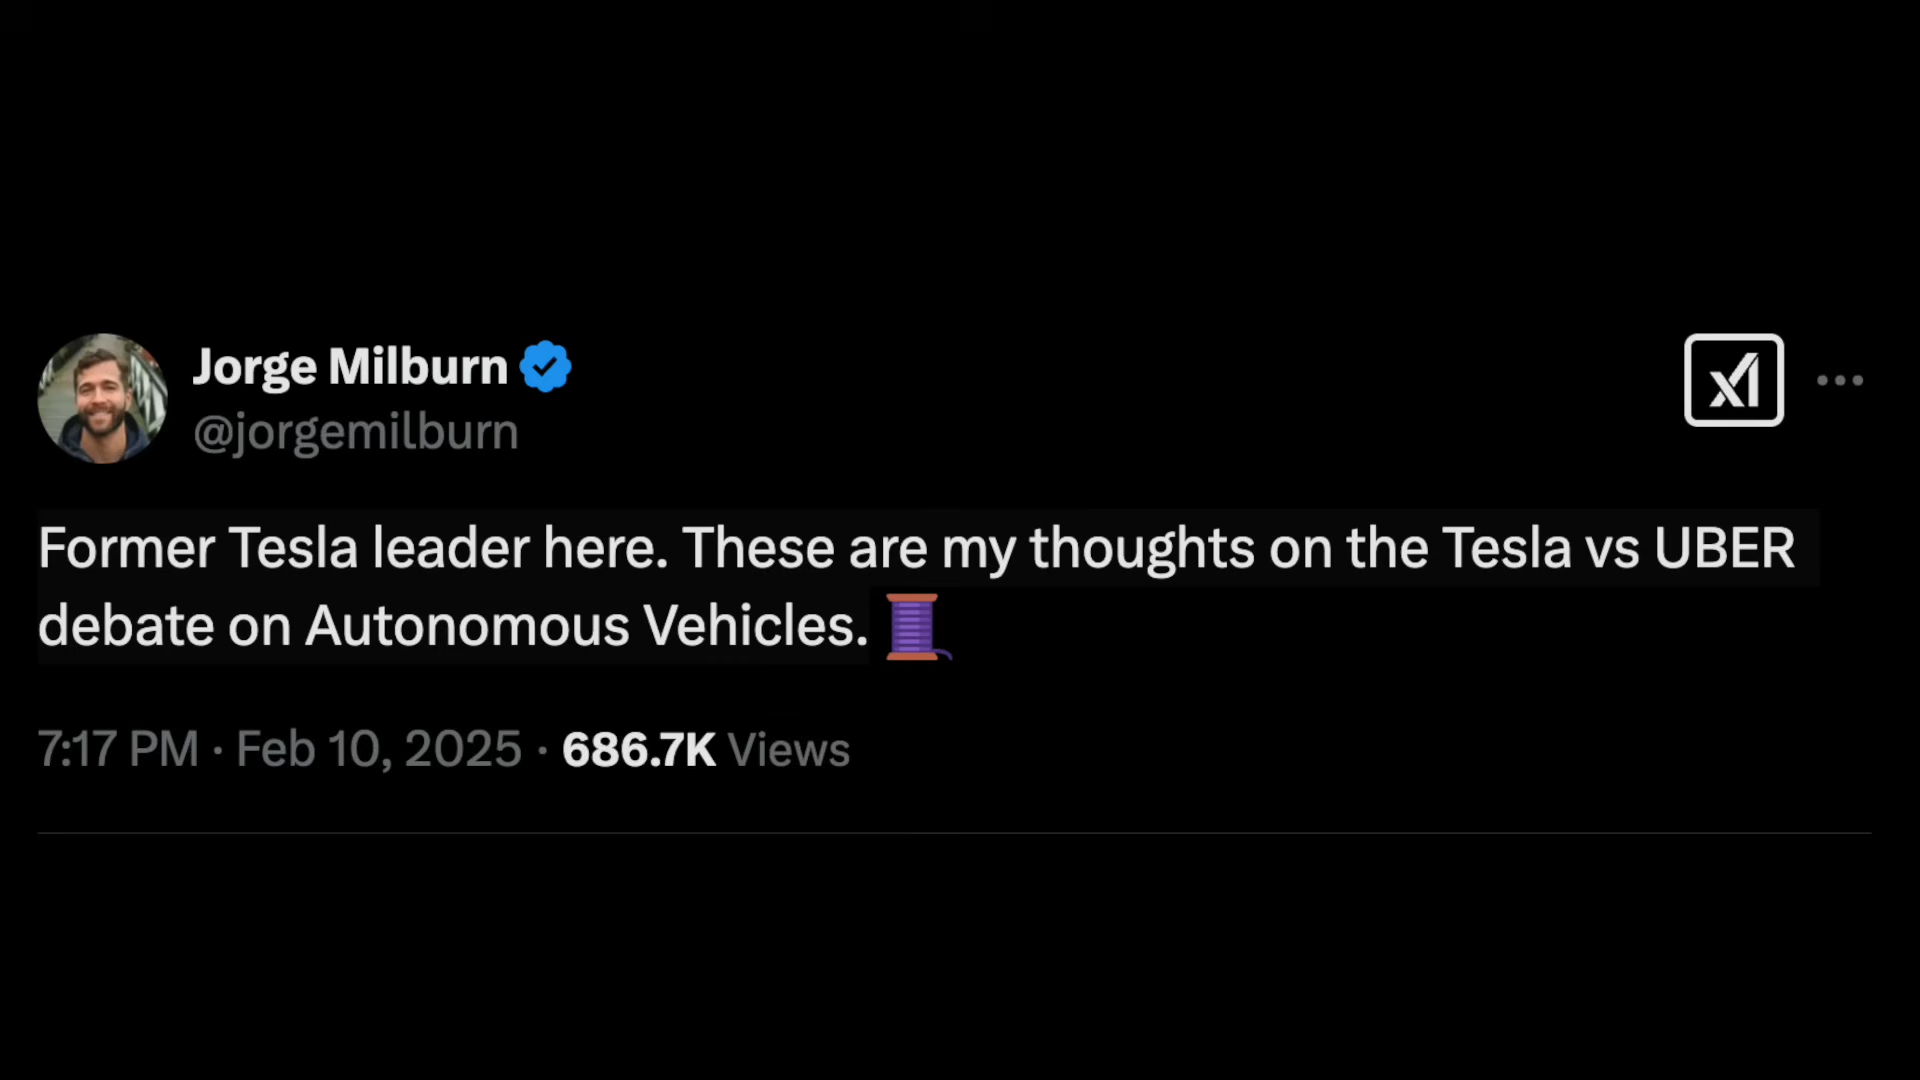 Jorge Milburn
@jorgemilburn
Former Tesla leader here. These are my thoughts on the Tesla vs UBER
debate on Autonomous Vehicles. 🧵
7:17 PM · Feb 10, 2025 · 686.7K Views